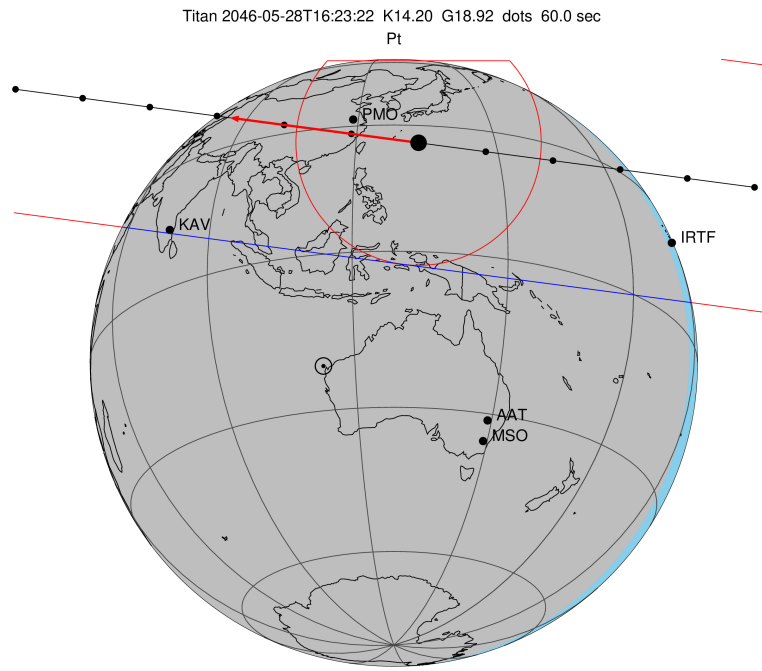 Titan 2046-05-28T16:23:22 K14.20 G18.92 dots 60.0 sec
Pt
PMO
KAV
IRTF
AAT
MSO